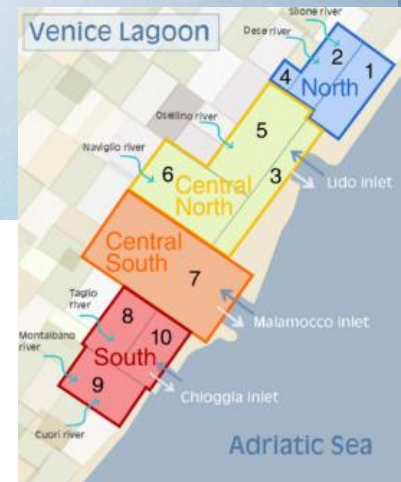 Venice Lagoon
Silone river
Dese river
2
1
4
North
Osellino river
5
Naviglio river
6
3
Central
North
Lido inlet
Central
South
7
Taglio
river
Malamocco inlet
8
10
Montalbano
river
South
9
Chioggia inlet
Cuori river
Adriatic Sea